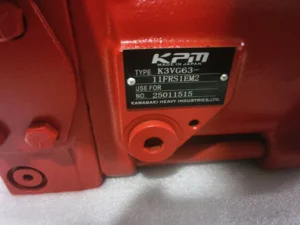 KPM
MADE IN JAPAN
TYPE K3VG63-
11FRS1EM2
USE FOR
NO. 25011515
KAWASAKI HEAVY INDUSTRIES,LTD.